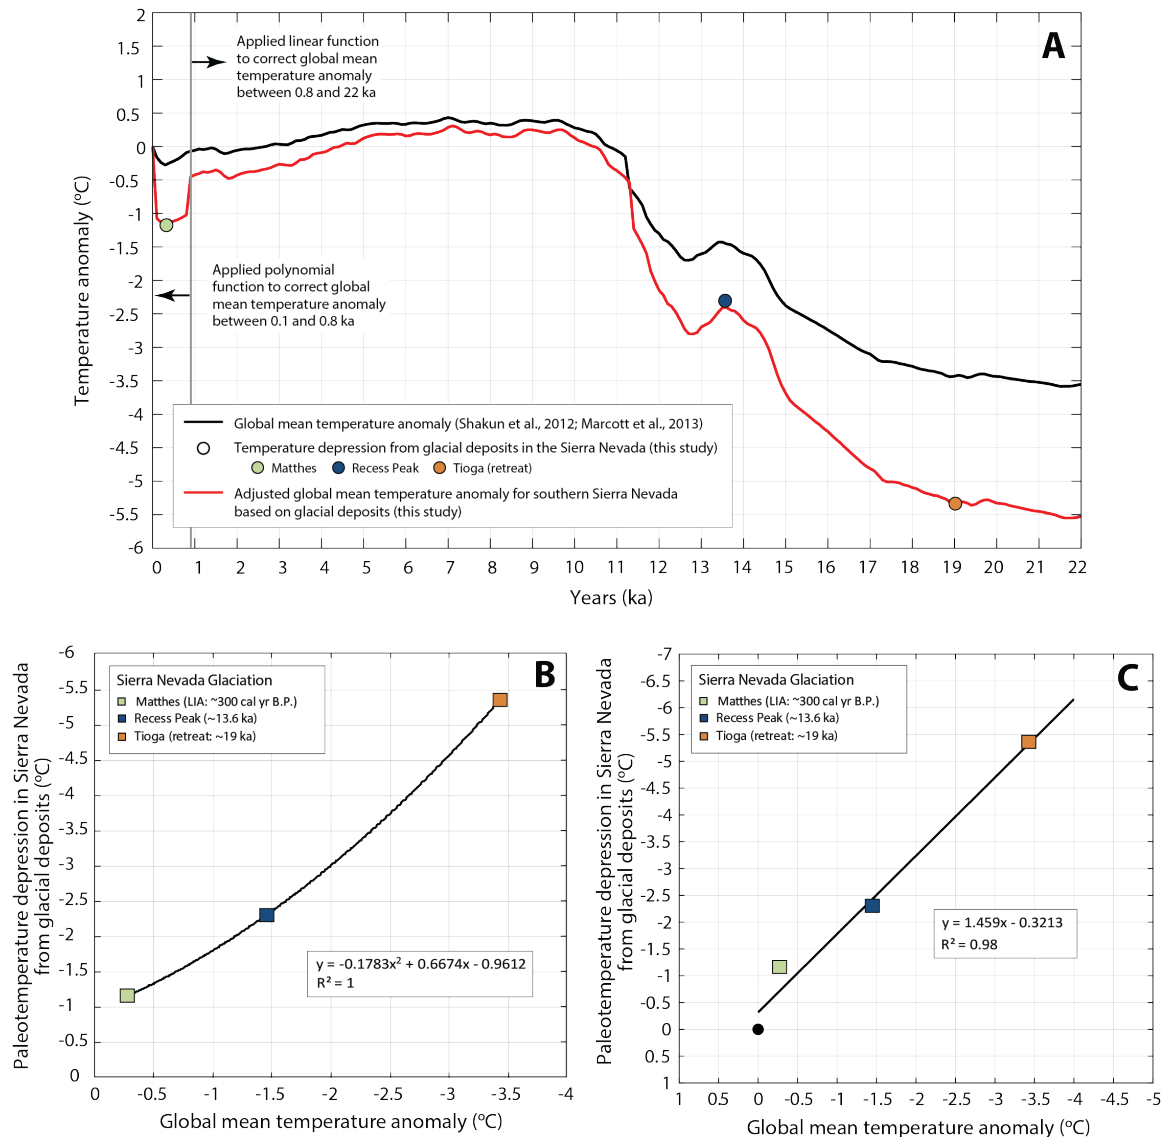 A
2
1.5
1
0.5
0
-0.5
-1
-1.5
-2
-2.5
-3
-3.5
-4
-4.5
-5
-5.5
-6
Temperature anomaly (ºC)
Applied linear function
to correct global mean
temperature anomaly
between 0.8 and 22 ka
Applied polynomial
function to correct global
mean temperature anomaly
between 0.1 and 0.8 ka
Global mean temperature anomaly (Shakun et al., 2012; Marcott et al., 2013)
Temperature depression from glacial deposits in the Sierra Nevada (this study)
Matthes Recess Peak Tioga (retreat)
Adjusted global mean temperature anomaly for southern Sierra Nevada
based on glacial deposits (this study)
0 1 2 3 4 5 6 7 8 9 10 11 12 13 14 15 16 17 18 19 20 21 22
Years (ka)
B
Paleotemperature depression in Sierra Nevada
from glacial deposits (ºC)
-6
-5.5
-5
-4.5
-4
-3.5
-3
-2.5
-2
-1.5
-1
-0.5
0
Sierra Nevada Glaciation
Matthes (LIA: ~300 cal yr B.P.)
Recess Peak (~13.6 ka)
Tioga (retreat: ~19 ka)
y = -0.1783x² + 0.6674x - 0.9612
R² = 1
0 -0.5 -1 -1.5 -2 -2.5 -3 -3.5 -4
Global mean temperature anomaly (ºC)
C
Paleotemperature depression in Sierra Nevada
from glacial deposits (ºC)
-7
-6.5
-6
-5.5
-5
-4.5
-4
-3.5
-3
-2.5
-2
-1.5
-1
-0.5
0
0.5
1
Sierra Nevada Glaciation
Matthes (LIA: ~300 cal yr B.P.)
Recess Peak (~13.6 ka)
Tioga (retreat: ~19 ka)
y = 1.459x - 0.3213
R² = 0.98
1 0.5 0 -0.5 -1 -1.5 -2 -2.5 -3 -3.5 -4 -4.5 -5
Global mean temperature anomaly (ºC)